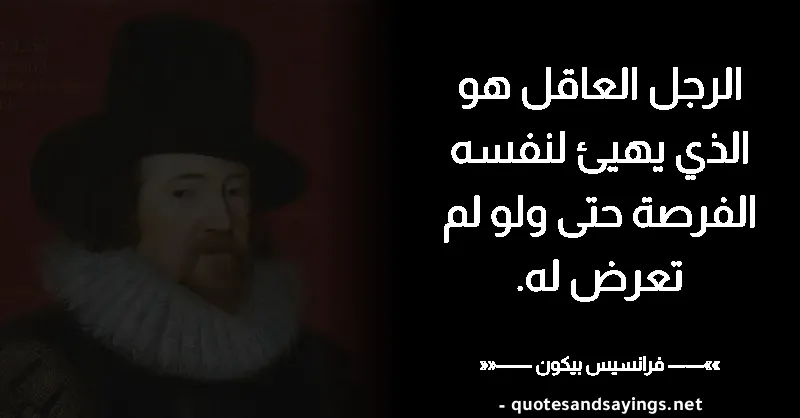 الرجل العاقل هو
الذي يهيئ لنفسه
الفرصة حتى ولو لم
تعرض له.
»»—— فرانسيس بيكون ——««
- quotesandsayings.net